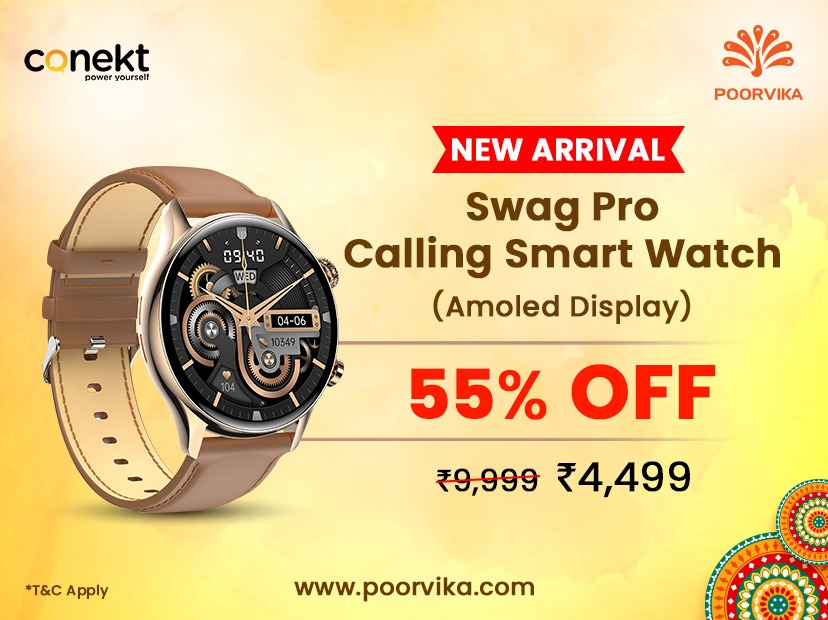 conekt
power yourself
POORVIKA
NEW ARRIVAL
Swag Pro
Calling Smart Watch
(Amoled Display)
55% OFF
₹9,999 ₹4,499
09:40
WED
04-06
10349
104
*T&C Apply
www.poorvika.com